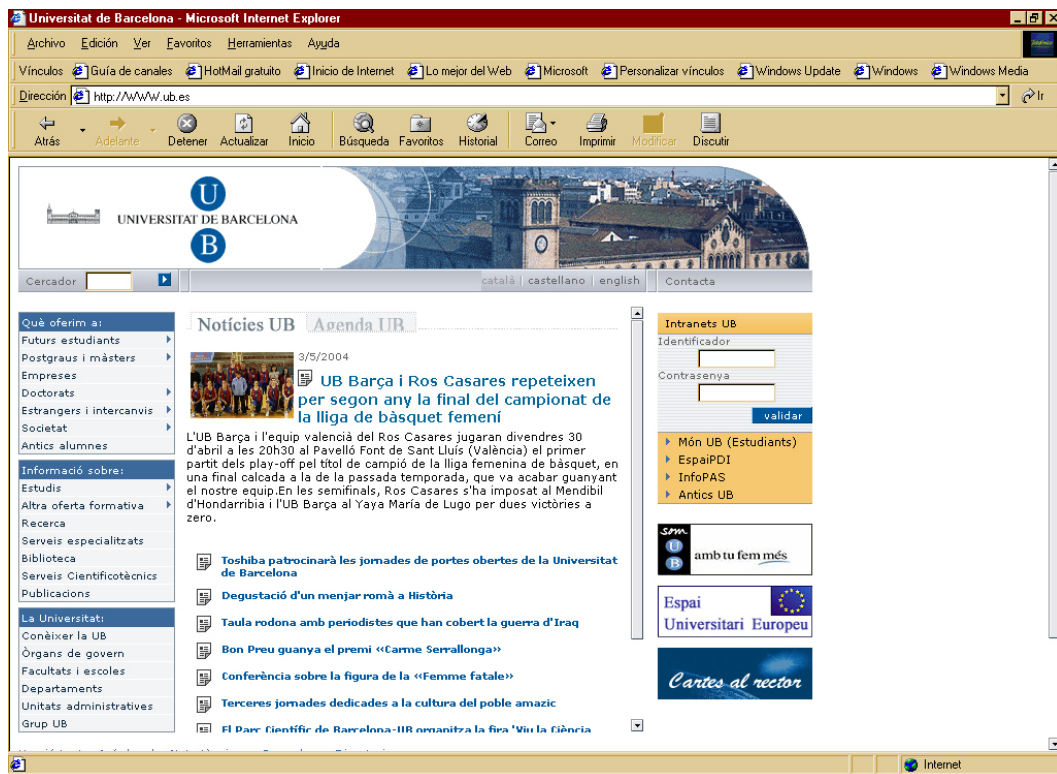 Universitat de Barcelona - Microsoft Internet Explorer
Archivo Edición Ver Favoritos Herramientas Ayuda
Vínculos Guía de canales HotMail gratuito Inicio de Internet Lo mejor del Web Microsoft Personalizar vínculos Windows Update Windows Windows Media
Dirección http://WWW.ub.es Ir
Atrás Adelante Detener Actualizar Inicio Búsqueda Favoritos Historial Correo Imprimir Modificar Discutir
U
UNIVERSITAT DE BARCELONA
B
Cercador català | castellano | english Contacta
Què oferim a:
Futurs estudiants
Postgraus i màsters
Empreses
Doctorats
Estrangers i intercanvis
Societat
Antics alumnes
Informació sobre:
Estudis
Altra oferta formativa
Recerca
Serveis especialitzats
Biblioteca
Serveis Cientificotècnics
Publicacions
La Universitat:
Conèixer la UB
Òrgans de govern
Facultats i escoles
Departaments
Unitats administratives
Grup UB
Notícies UB Agenda UB
3/5/2004
UB Barça i Ros Casares repeteixen
per segon any la final del campionat de
la lliga de bàsquet femení
L'UB Barça i l'equip valencià del Ros Casares jugaran divendres 30
d'abril a les 20h30 al Pavelló Font de Sant Lluís (València) el primer
partit dels play-off pel títol de campió de la lliga femenina de bàsquet, en
una final calcada a la de la passada temporada, que va acabar guanyant
el nostre equip.En les semifinals, Ros Casares s'ha imposat al Mendibil
d'Hondarribia i l'UB Barça al Yaya María de Lugo per dues victòries a
zero.
Toshiba patrocinarà les jornades de portes obertes de la Universitat
de Barcelona
Degustació d'un menjar romà a Història
Taula rodona amb periodistes que han cobert la guerra d'Iraq
Bon Preu guanya el premi «Carme Serrallonga»
Conferència sobre la figura de la «Femme fatale»
Terceres jornades dedicades a la cultura del poble amazic
El Parc Científic de Barcelona-UB organitza la fira 'Viu la Ciència
Intranets UB
Identificador
Contrasenya
validar
Món UB (Estudiants)
EspaiPDI
InfoPAS
Antics UB
som
U
B
amb tu fem més
Espai
Universitari Europeu
Cartes al rector
Internet